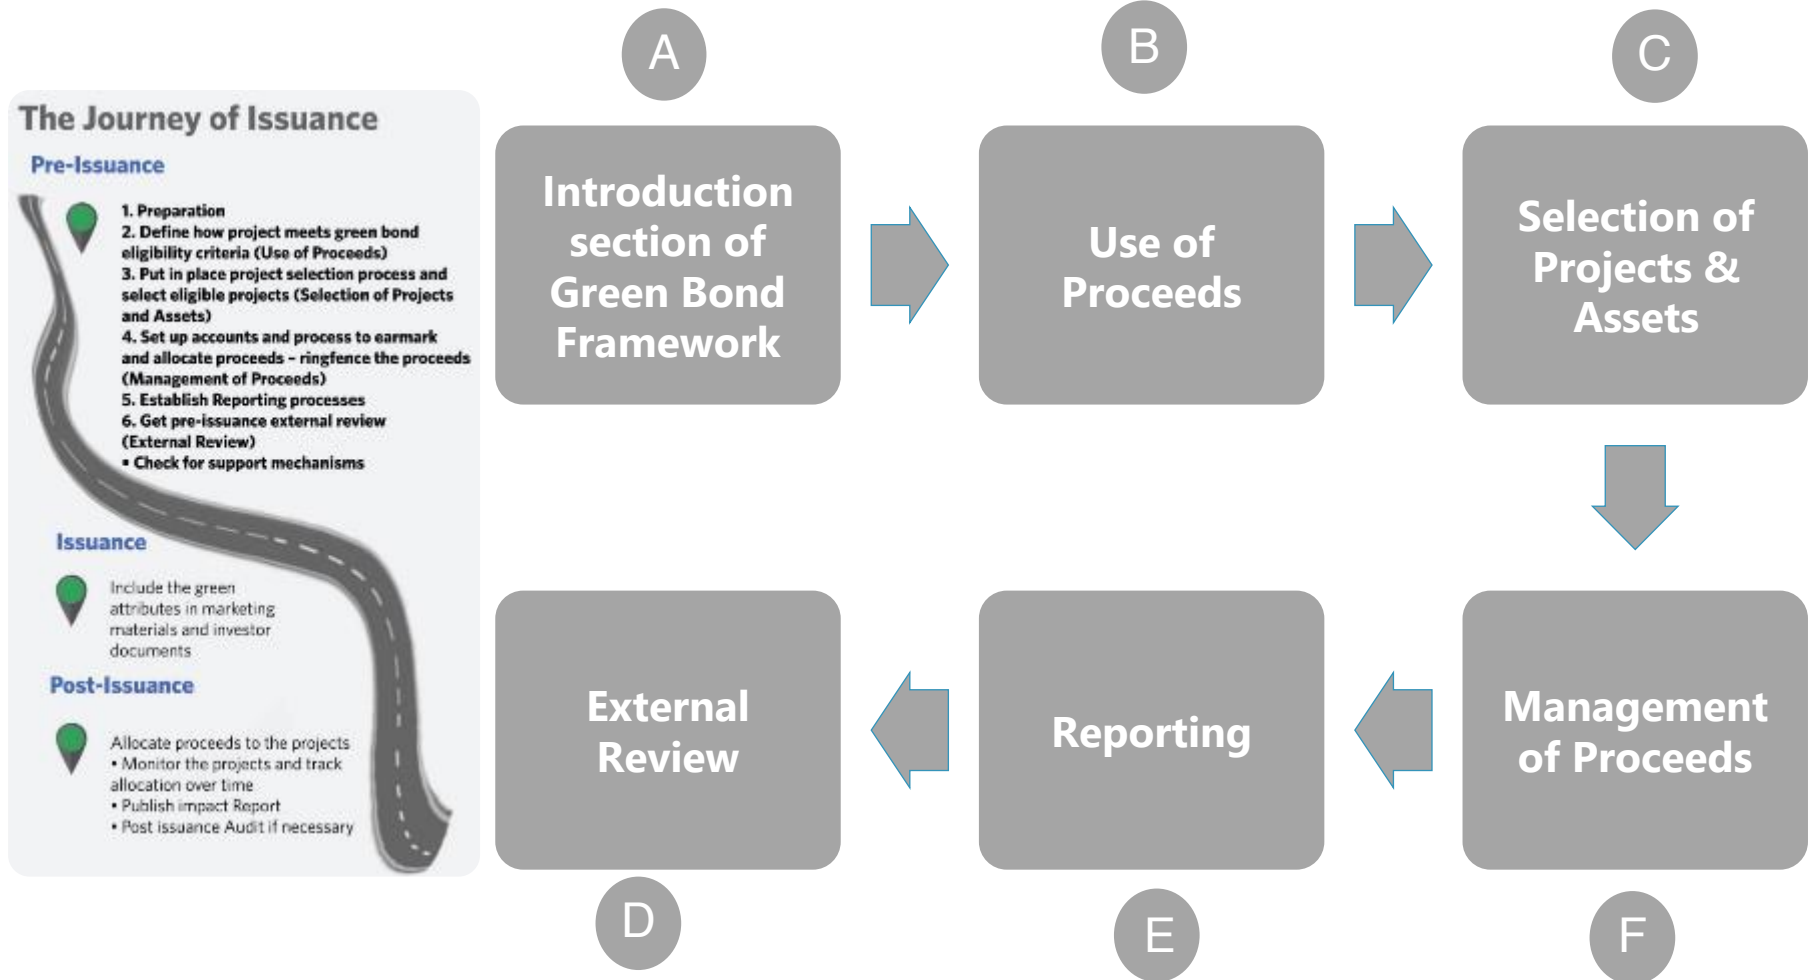 The Journey of Issuance
Pre-Issuance
1. Preparation
2. Define how project meets green bond
eligibility criteria (Use of Proceeds)
3. Put in place project selection process and
select eligible projects (Selection of Projects
and Assets)
4. Set up accounts and process to earmark
and allocate proceeds – ringfence the proceeds
(Management of Proceeds)
5. Establish Reporting processes
6. Get pre-issuance external review
(External Review)
▪ Check for support mechanisms
Issuance
Include the green
attributes in marketing
materials and investor
documents
Post-Issuance
Allocate proceeds to the projects
• Monitor the projects and track
allocation over time
• Publish impact Report
• Post issuance Audit if necessary
A
Introduction
section of
Green Bond
Framework
B
Use of
Proceeds
C
Selection of
Projects &
Assets
External
Review
D
Reporting
E
Management
of Proceeds
F